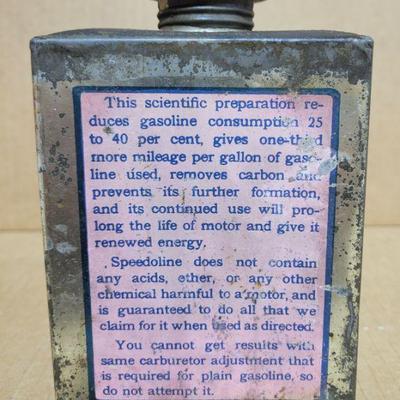 This scientific preparation re-
duces gasoline consumption 25
to 40 per cent, gives one-third
more mileage per gallon of gaso-
line used, removes carbon and
prevents its further formation,
and its continued use will pro-
long the life of motor and give it
renewed energy.
Speedoline does not contain
any acids, ether, or any other
chemical harmful to a motor, and
is guaranteed to do all that we
claim for it when used as directed.
You cannot get results with
same carburetor adjustment that
is required for plain gasoline, so
do not attempt it.